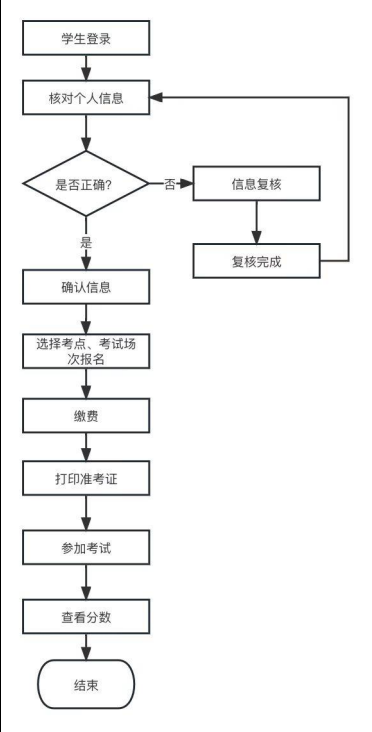 学生登录
核对个人信息
是否正确?
否
信息复核
复核完成
是
确认信息
选择考点、考试场
次报名
缴费
打印准考证
参加考试
查看分数
结束